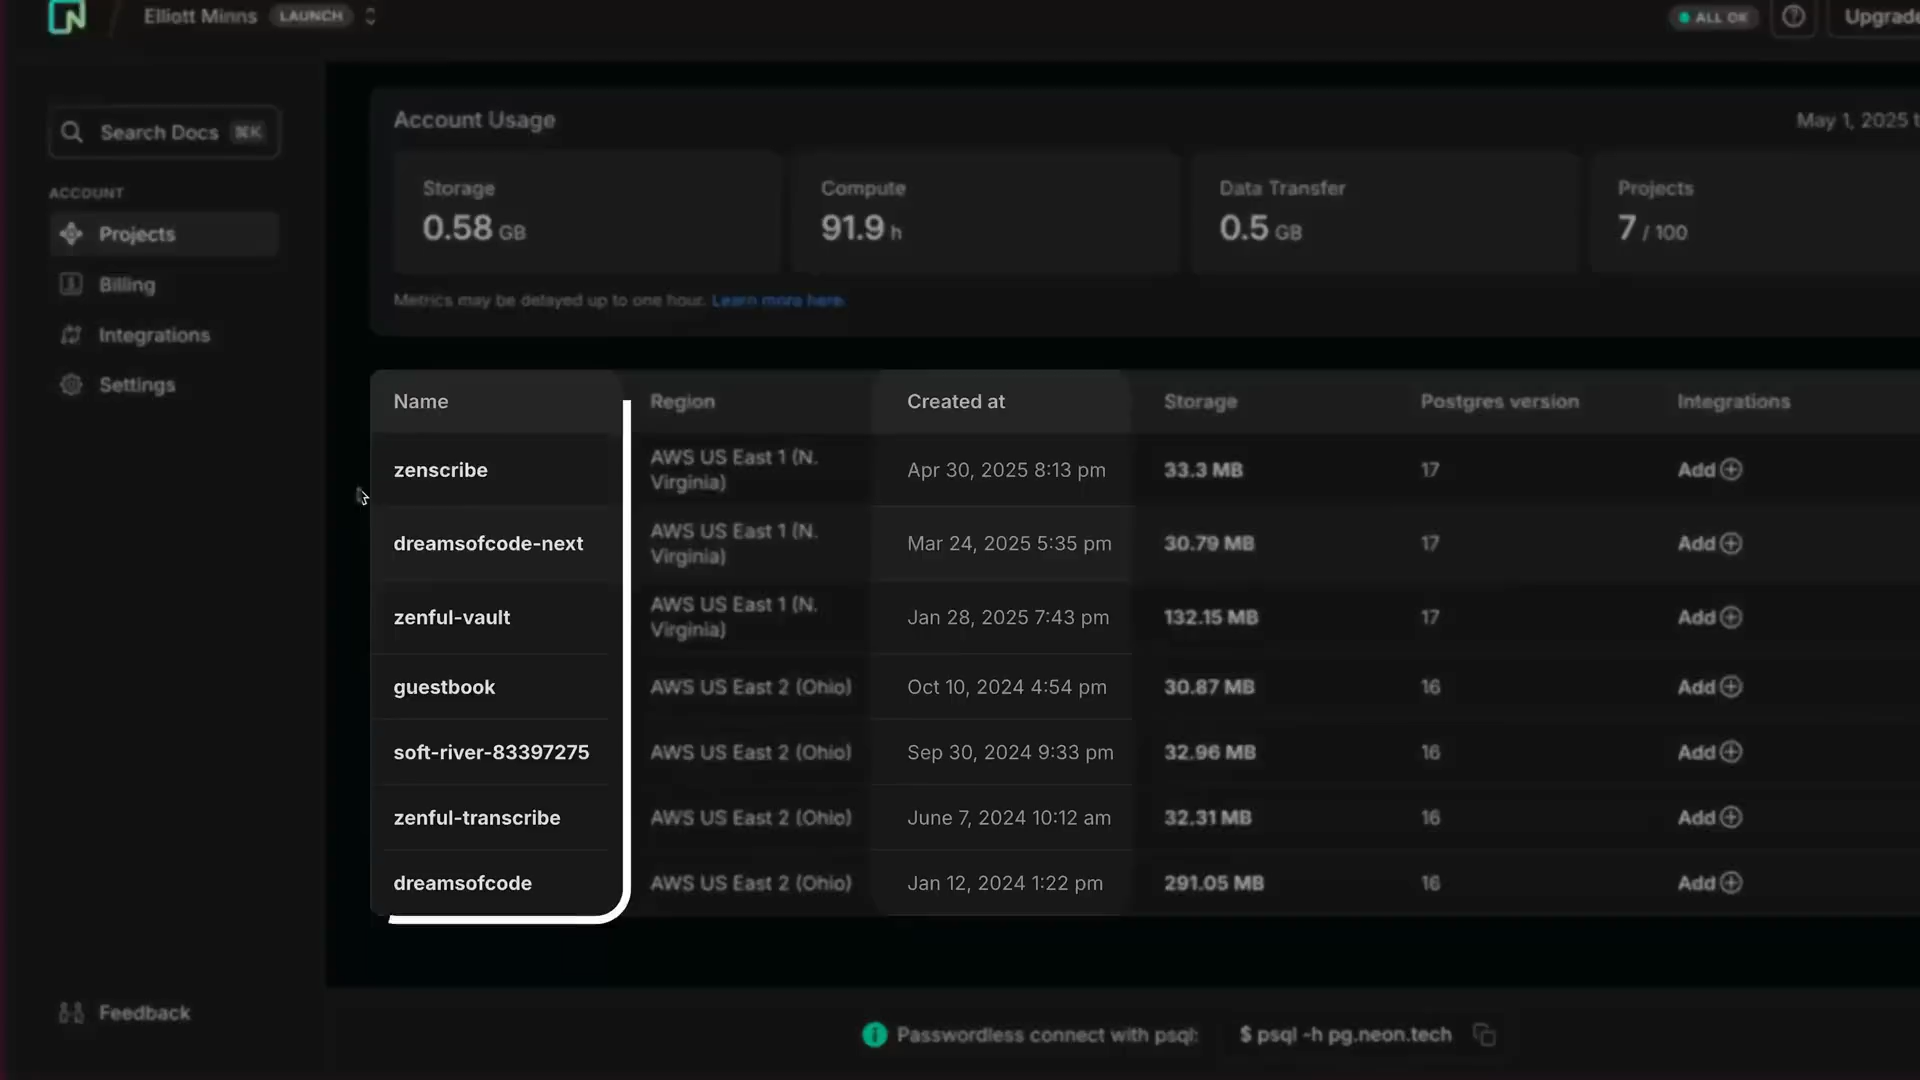 Elliott Minns LAUNCH
ALL OK
Upgrade
Search Docs ⌘K
ACCOUNT
Projects
Billing
Integrations
Settings
Feedback
Account Usage
May 1, 2025 t
Storage
0.58 GB
Compute
91.9 h
Data Transfer
0.5 GB
Projects
7 / 100
Metrics may be delayed up to one hour. Learn more here.
Name Region Created at Storage Postgres version Integrations
zenscribe AWS US East 1 (N. Virginia) Apr 30, 2025 8:13 pm 33.3 MB 17 Add
dreamsofcode-next AWS US East 1 (N. Virginia) Mar 24, 2025 5:35 pm 30.79 MB 17 Add
zenful-vault AWS US East 1 (N. Virginia) Jan 28, 2025 7:43 pm 132.15 MB 17 Add
guestbook AWS US East 2 (Ohio) Oct 10, 2024 4:54 pm 30.87 MB 16 Add
soft-river-83397275 AWS US East 2 (Ohio) Sep 30, 2024 9:33 pm 32.96 MB 16 Add
zenful-transcribe AWS US East 2 (Ohio) June 7, 2024 10:12 am 32.31 MB 16 Add
dreamsofcode AWS US East 2 (Ohio) Jan 12, 2024 1:22 pm 291.05 MB 16 Add
Passwordless connect with psql: $ psql -h pg.neon.tech